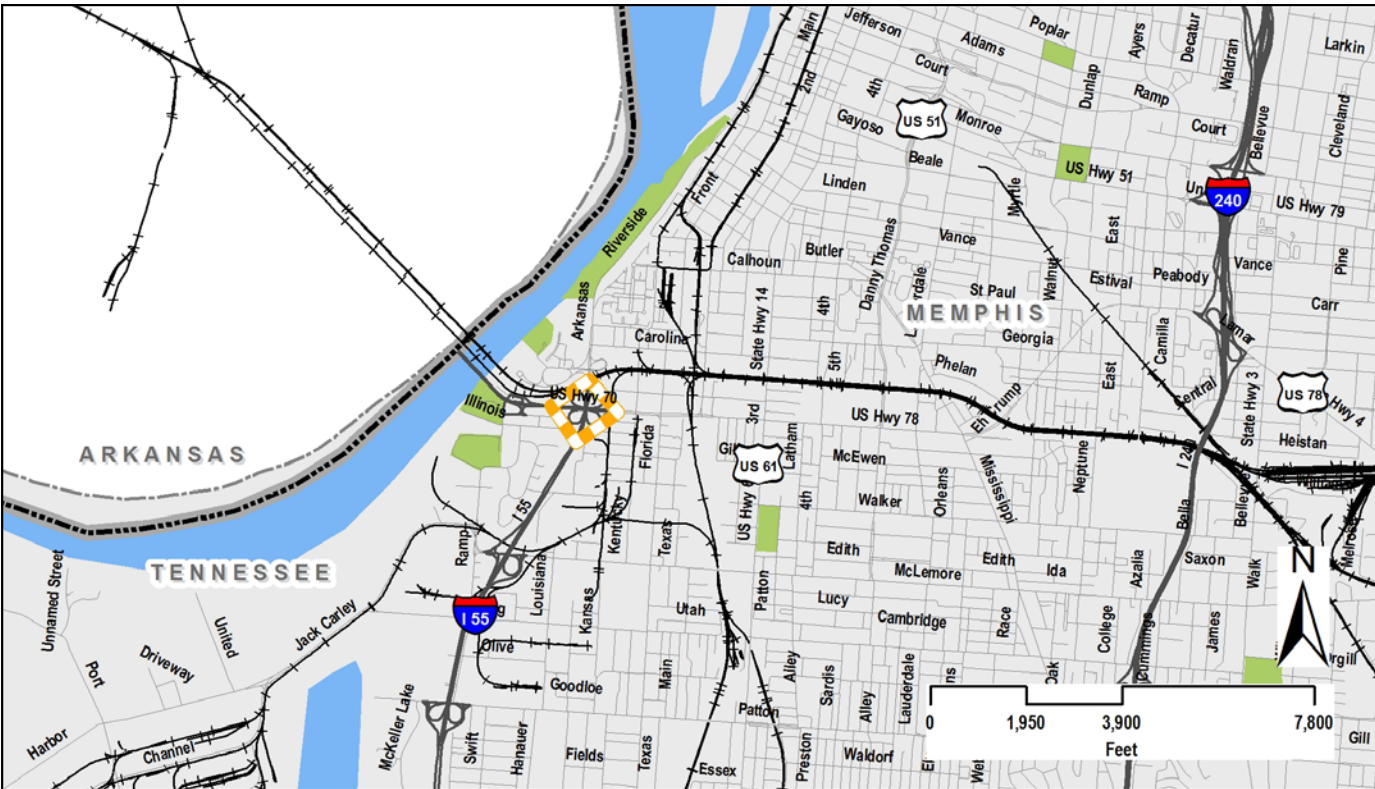 Jefferson
Poplar
Ayers
Decatur
Waldran
Larkin
Main
Adams
Court
2nd
4th
Dunlap
Ramp
US 51
Monroe
Gayoso
Court
Bellevue
Cleveland
Beale
US Hwy 51
Linden
Myrtle
240
US Hwy 79
Front
Riverside
East
Vance
Butler
Calhoun
Danny Thomas
Walnut
Vance
Pine
Estival
Peabody
St Paul
Carr
Arkansas
State Hwy 14
4th
MEMPHIS
Carolina
Georgia
Camilla
Lamar
5th
Phelan
East
Central
State Hwy 3
US Hwy 70
US 78
Hwy 4
Illinois
3rd
US Hwy 78
Eh Crump
Heistan
ARKANSAS
Florida
US 61
Latham
McEwen
Neptune
I 240
Mississippi
Walker
4th
Orleans
I 55
Bella
Kentucky
Texas
Edith
Edith
Saxon
Melrose
N
Unnamed Street
Ramp
TENNESSEE
McLemore
Ida
Azalia
Walk
Louisiana
Patton
Lucy
Kansas
Utah
I 55
Cambridge
Race
College
James
Jack Carley
United
Cummings
Olive
Driveway
Port
Main
Alley
Sardis
Goodloe
Lauderdale
Alley
McKeller Lake
Patton
0
1,950
3,900
7,800
Feet
Harbor
Channel
Swift
Hanauer
Fields
Texas
Essex
Preston
Waldorf
Gill